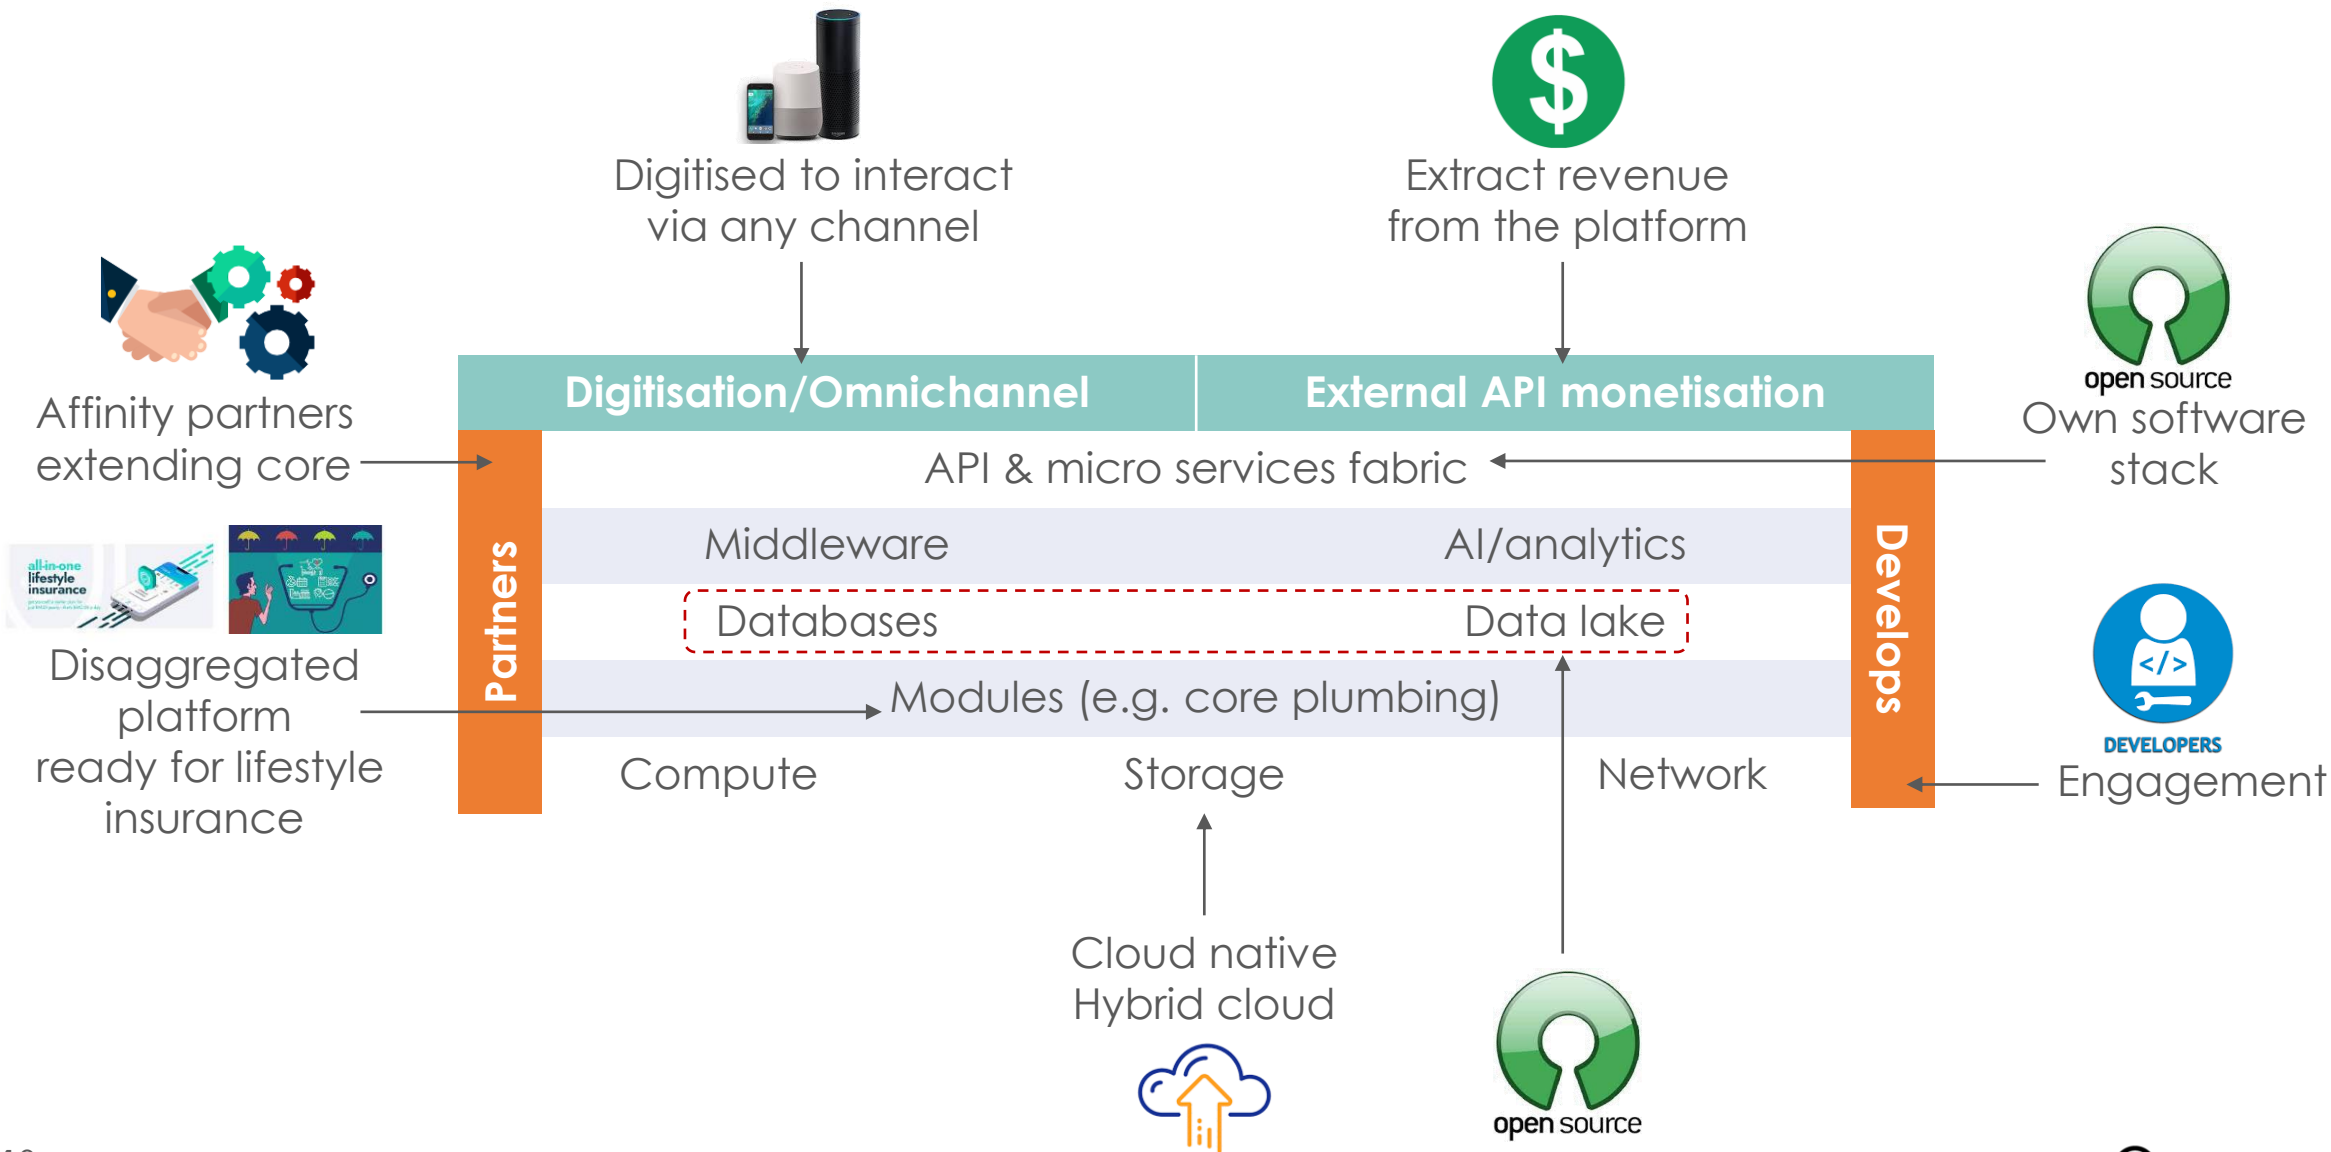 Digitised to interact
via any channel
Extract revenue
from the platform
Affinity partners
extending core
open source
Own software
stack
Digitisation/Omnichannel
External API monetisation
Partners
Develops
API & micro services fabric
Middleware
AI/analytics
Databases
Data lake
Modules (e.g. core plumbing)
Compute
Storage
Network
all-in-one
lifestyle
insurance
Disaggregated
platform
ready for lifestyle
insurance
</>
DEVELOPERS
Engagement
Cloud native
Hybrid cloud
open source